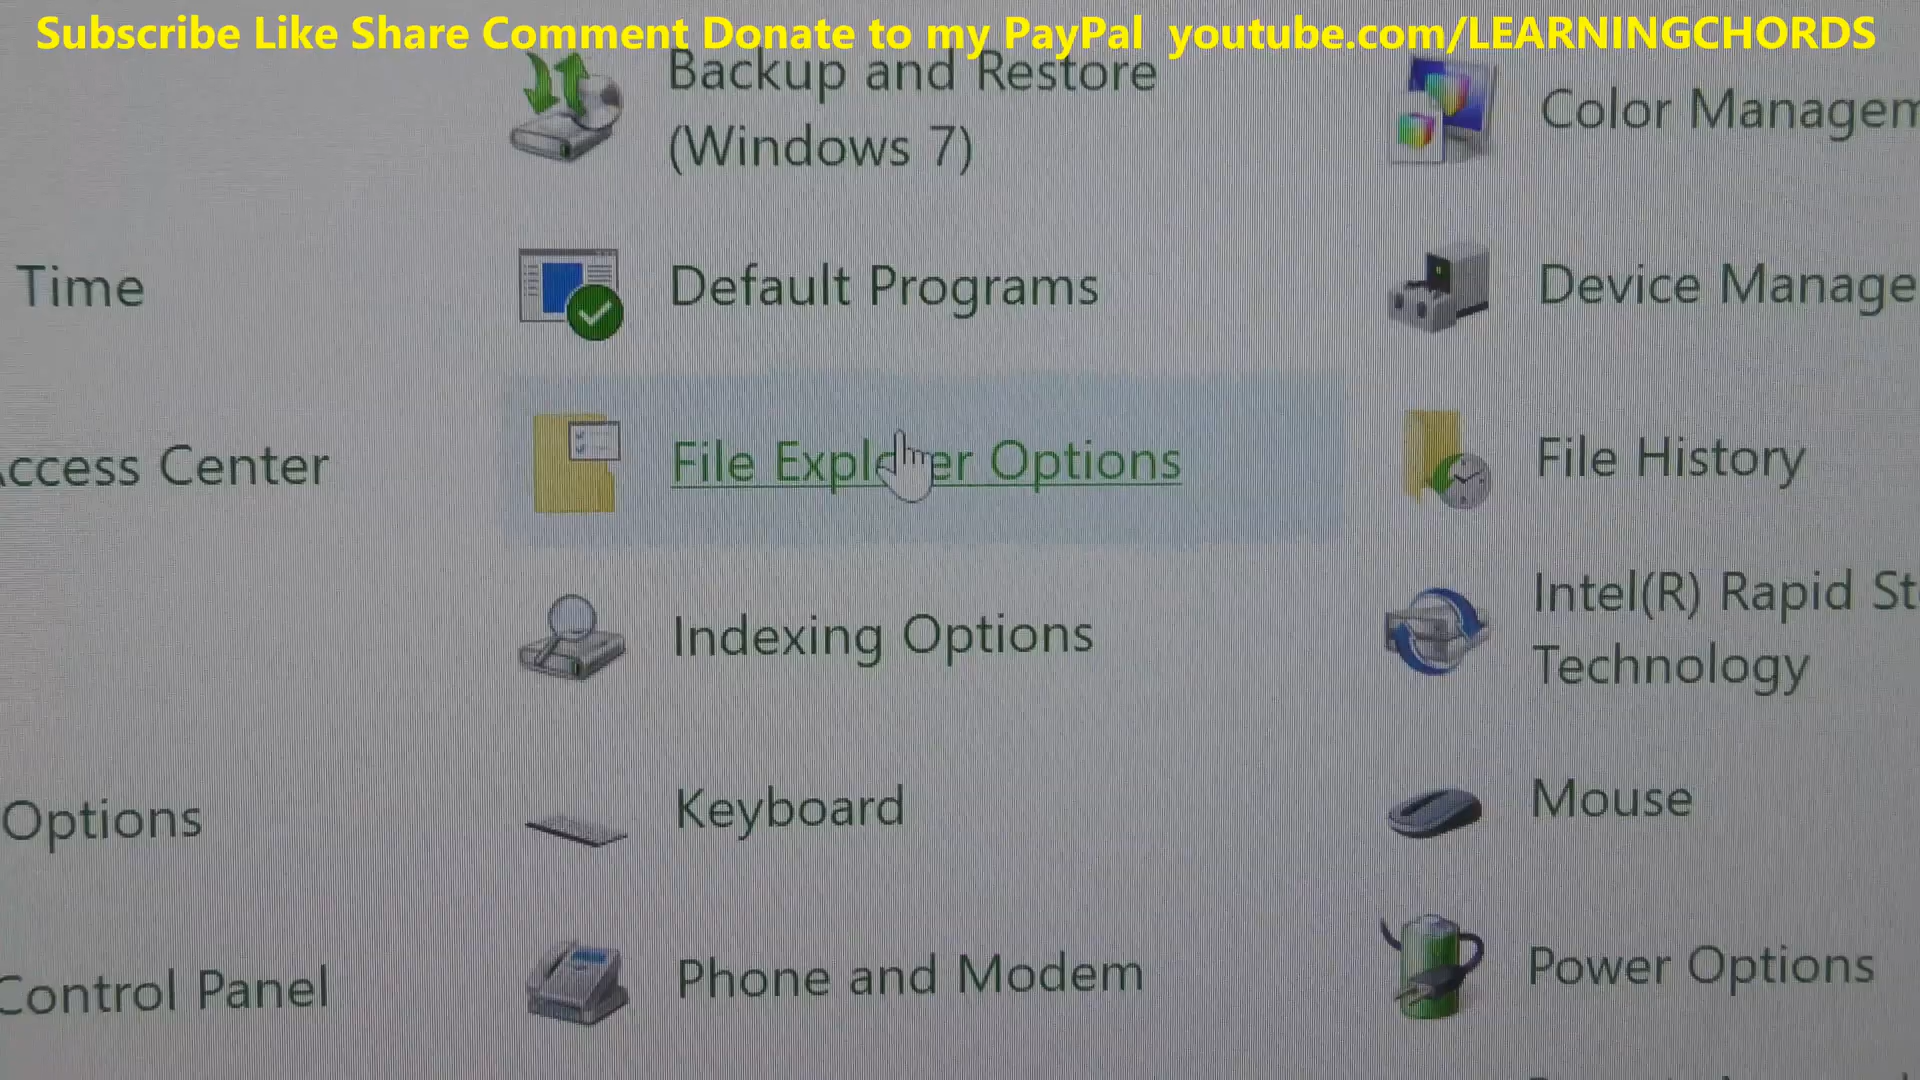 Subscribe Like Share Comment Donate to my PayPal youtube.com/LEARNINGCHORDS
Backup and Restore
(Windows 7)
Color Managem
Time
Default Programs
Device Manage
Access Center
File Explorer Options
File History
Indexing Options
Intel(R) Rapid St
Technology
Options
Keyboard
Mouse
Control Panel
Phone and Modem
Power Options